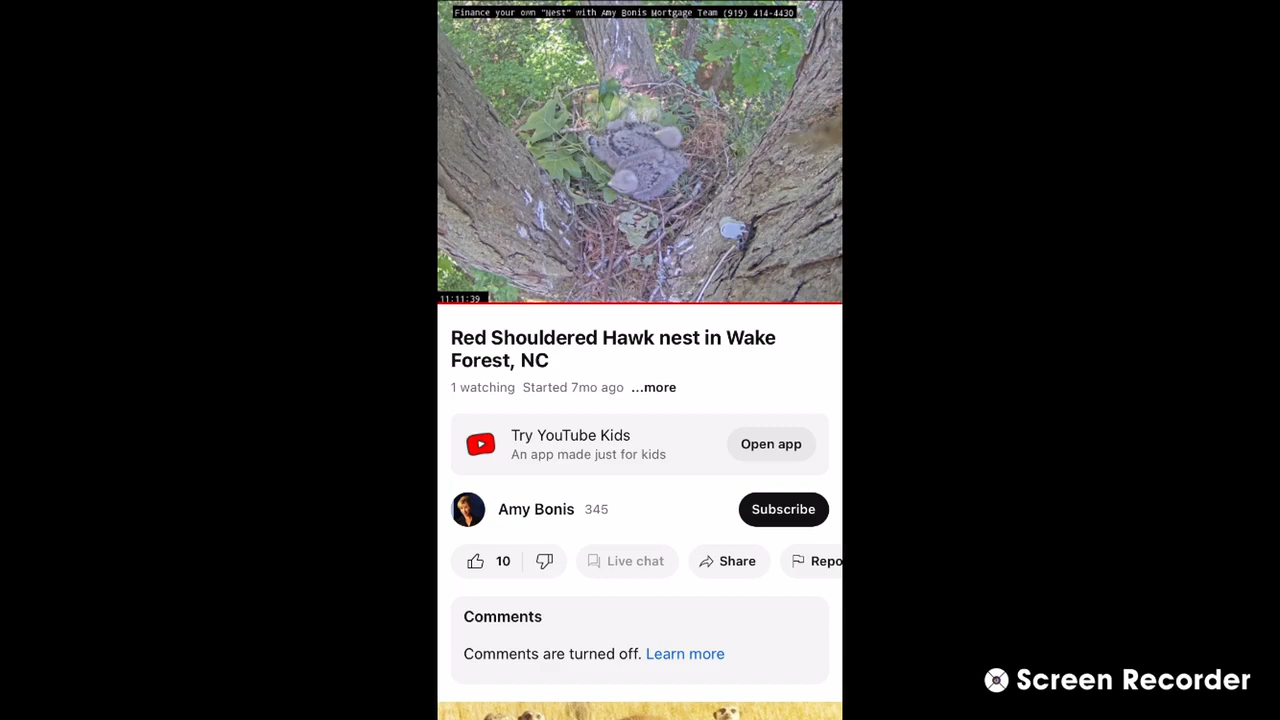 Finance your own "Nest" with Amy Bonis Mortgage Team (919) 414-4430
11:11:39
Red Shouldered Hawk nest in Wake
Forest, NC
1 watching Started 7mo ago ...more
Try YouTube Kids
An app made just for kids
Open app
Amy Bonis 345
Subscribe
10
Live chat
Share
Repo
Comments
Comments are turned off. Learn more
Screen Recorder